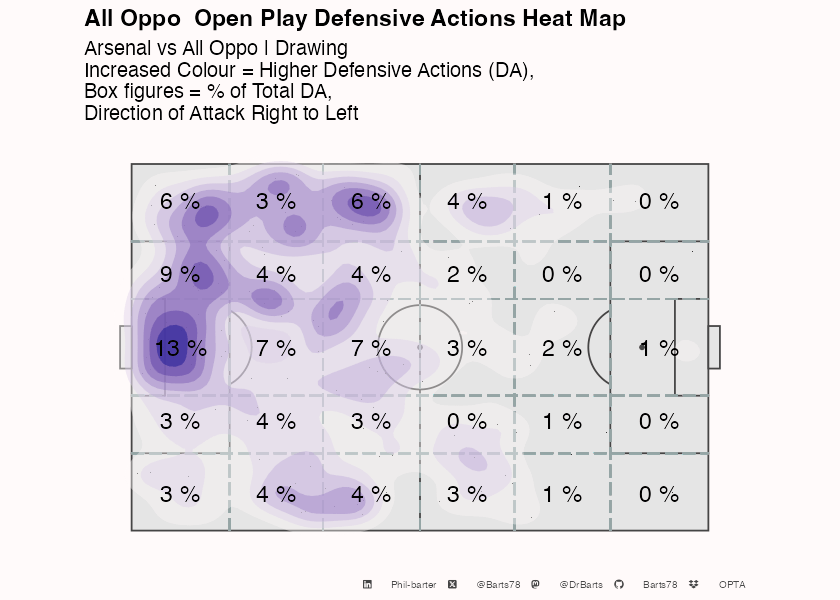 All Oppo  Open Play Defensive Actions Heat Map
Arsenal vs All Oppo | Drawing
Increased Colour = Higher Defensive Actions (DA),
Box figures = % of Total DA,
Direction of Attack Right to Left
6 % 3 % 6 % 4 % 1 % 0 %
9 % 4 % 4 % 2 % 0 % 0 %
13 % 7 % 7 % 3 % 2 % 1 %
3 % 4 % 3 % 0 % 1 % 0 %
3 % 4 % 4 % 3 % 1 % 0 %
Phil-barter @Barts78 @DrBarts Barts78 OPTA